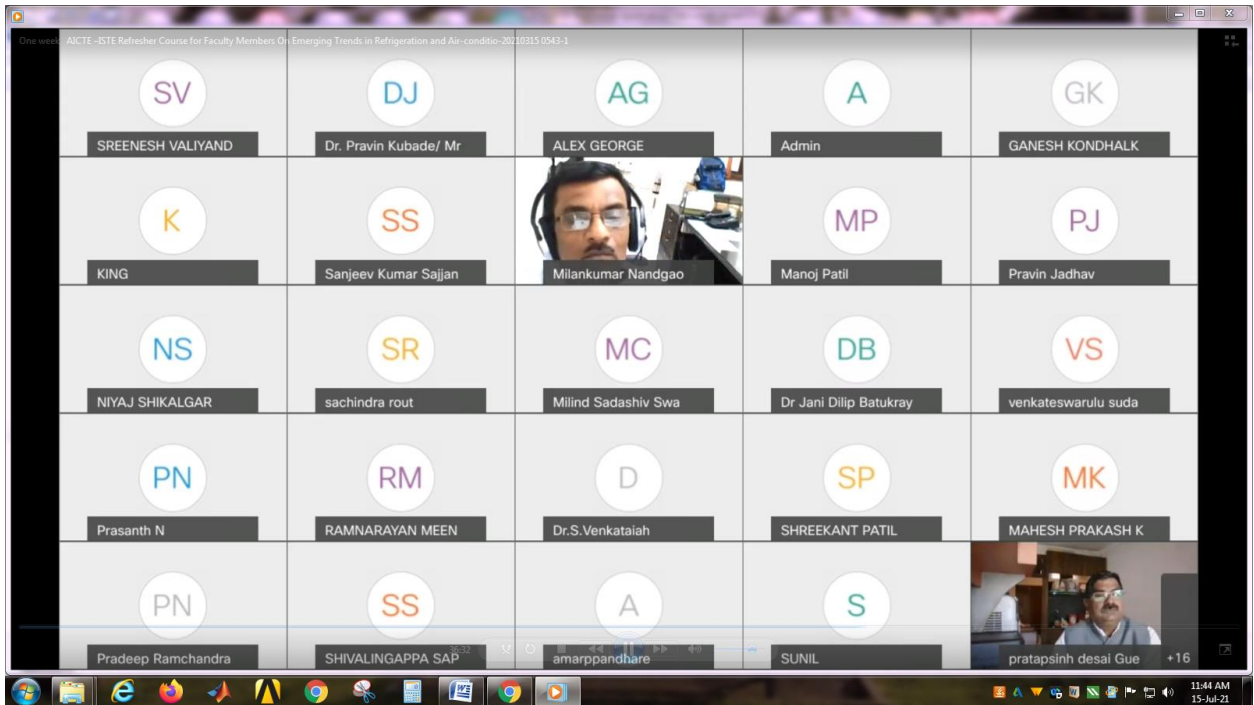 One week AICTE –ISTE Refresher Course for Faculty Members On Emerging Trends in Refrigeration and Air-conditio-20210315 0543-1
SV DJ AG A GK
SREENESH VALIYAND Dr. Pravin Kubade/ Mr ALEX GEORGE Admin GANESH KONDHALK
K SS MP PJ
KING Sanjeev Kumar Sajjan Milankumar Nandgao Manoj Patil Pravin Jadhav
NS SR MC DB VS
NIYAJ SHIKALGAR sachindra rout Milind Sadashiv Swa Dr Jani Dilip Batukray venkateswarulu suda
PN RM D SP MK
Prasanth N RAMNARAYAN MEEN Dr.S.Venkataiah SHREEKANT PATIL MAHESH PRAKASH K
PN SS A S
36:32
Pradeep Ramchandra SHIVALINGAPPA SAP amarppandhare SUNIL pratapsinh desai Gue +16
11:44 AM
15-Jul-21